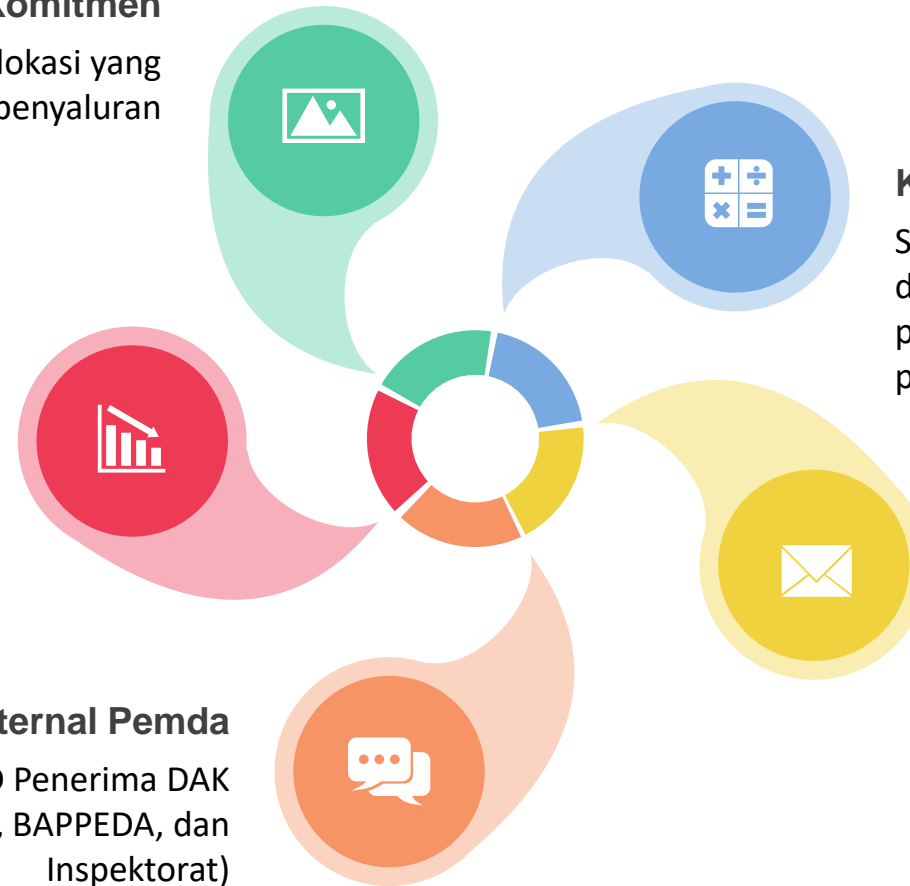 Komitmen
lokasi yang
penyaluran
K
S
d
p
p
ternal Pemda
Penerima DAK
, BAPPEDA, dan
Inspektorat)